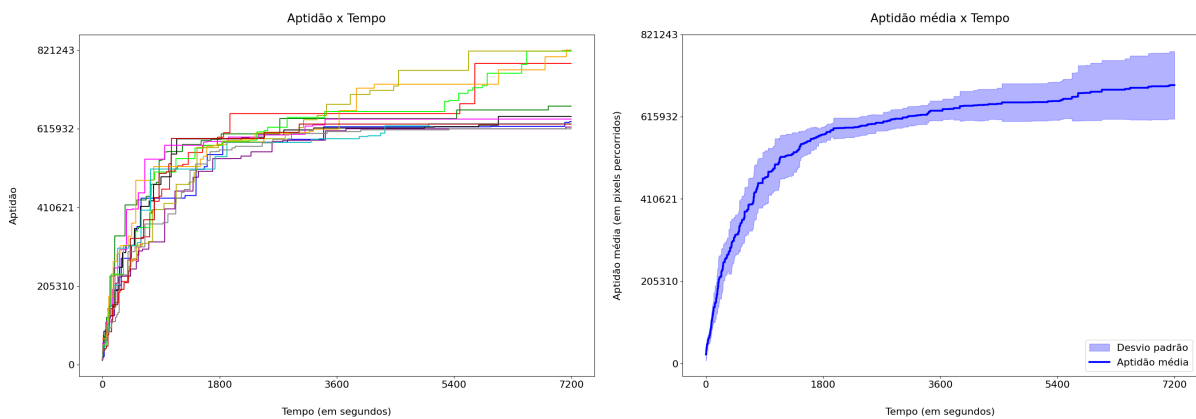 Aptidão x Tempo
821243
615932
410621
205310
0
Aptidão
0
1800
3600
5400
7200
Tempo (em segundos)
Aptidão média x Tempo
821243
615932
410621
205310
0
Aptidão média (em pixels percorridos)
Desvio padrão
Aptidão média
0
1800
3600
5400
7200
Tempo (em segundos)